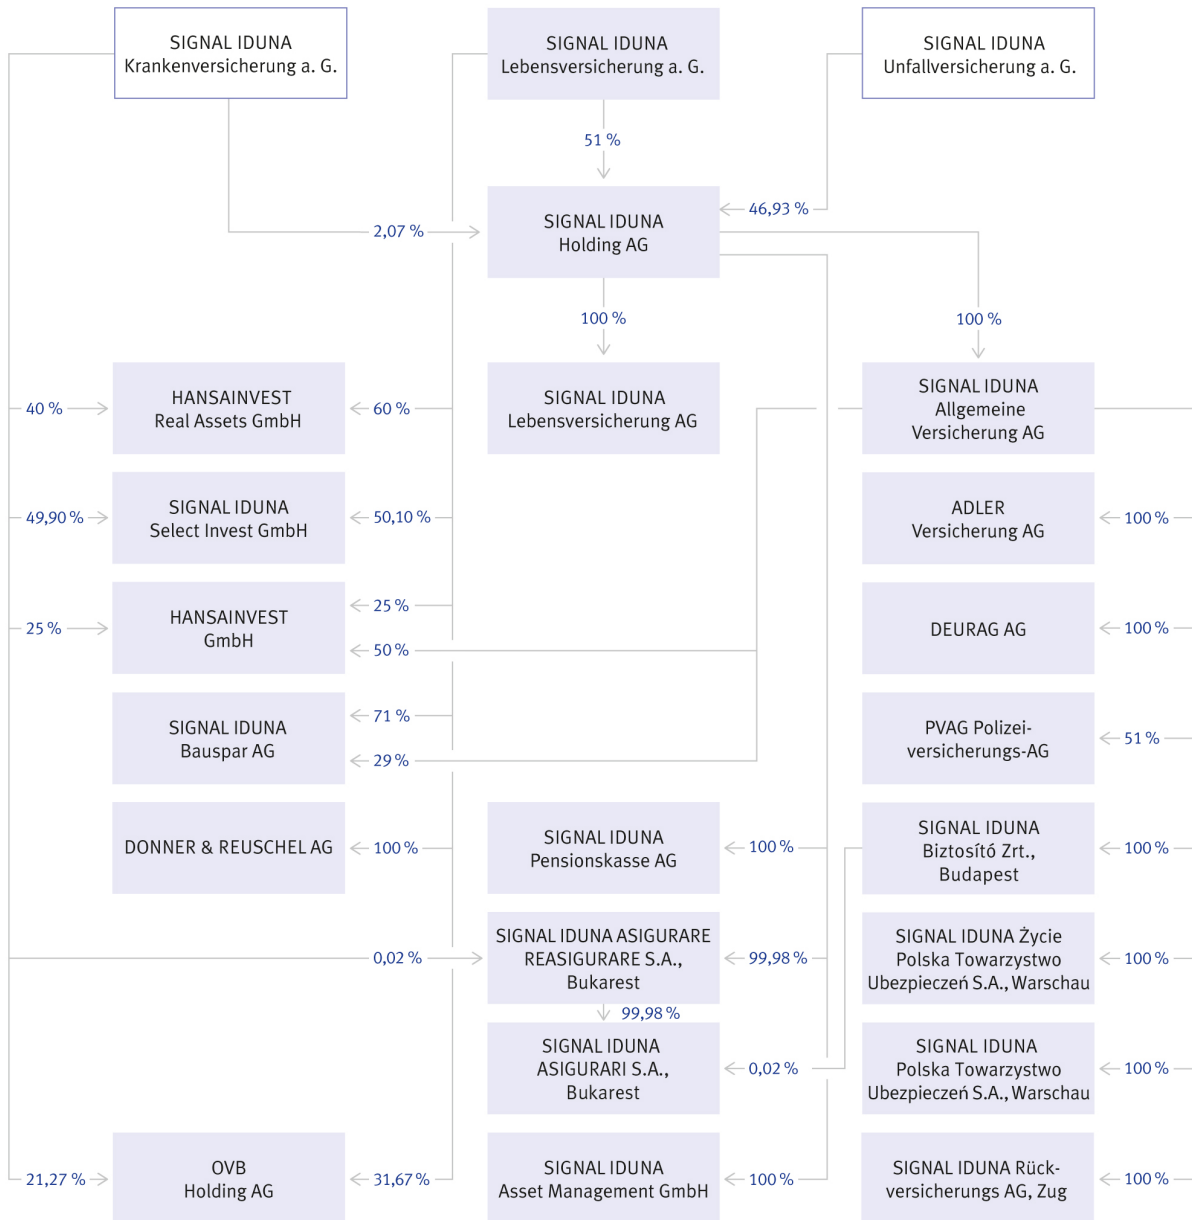 SIGNAL IDUNA
Krankenversicherung a. G.
SIGNAL IDUNA
Lebensversicherung a. G.
SIGNAL IDUNA
Unfallversicherung a. G.
51 %
46,93 %
2,07 %
SIGNAL IDUNA
Holding AG
100 %
100 %
40 %
HANSAINVEST
Real Assets GmbH
60 %
SIGNAL IDUNA
Lebensversicherung AG
SIGNAL IDUNA
Allgemeine
Versicherung AG
49,90 %
SIGNAL IDUNA
Select Invest GmbH
50,10 %
ADLER
Versicherung AG
100 %
25 %
HANSAINVEST
GmbH
25 %
50 %
DEURAG AG
100 %
SIGNAL IDUNA
Bauspar AG
71 %
29 %
PVAG Polizei-
versicherungs-AG
51 %
DONNER & REUSCHEL AG
100 %
SIGNAL IDUNA
Pensionskasse AG
100 %
SIGNAL IDUNA
Biztosító Zrt.,
Budapest
100 %
0,02 %
SIGNAL IDUNA ASIGURARE
REASIGURARE S.A.,
Bukarest
99,98 %
SIGNAL IDUNA Życie
Polska Towarzystwo
Ubezpieczeń S.A., Warschau
100 %
99,98 %
SIGNAL IDUNA
ASIGURARI S.A.,
Bukarest
0,02 %
SIGNAL IDUNA
Polska Towarzystwo
Ubezpieczeń S.A., Warschau
100 %
21,27 %
OVB
Holding AG
31,67 %
SIGNAL IDUNA
Asset Management GmbH
100 %
SIGNAL IDUNA Rück-
versicherungs AG, Zug
100 %